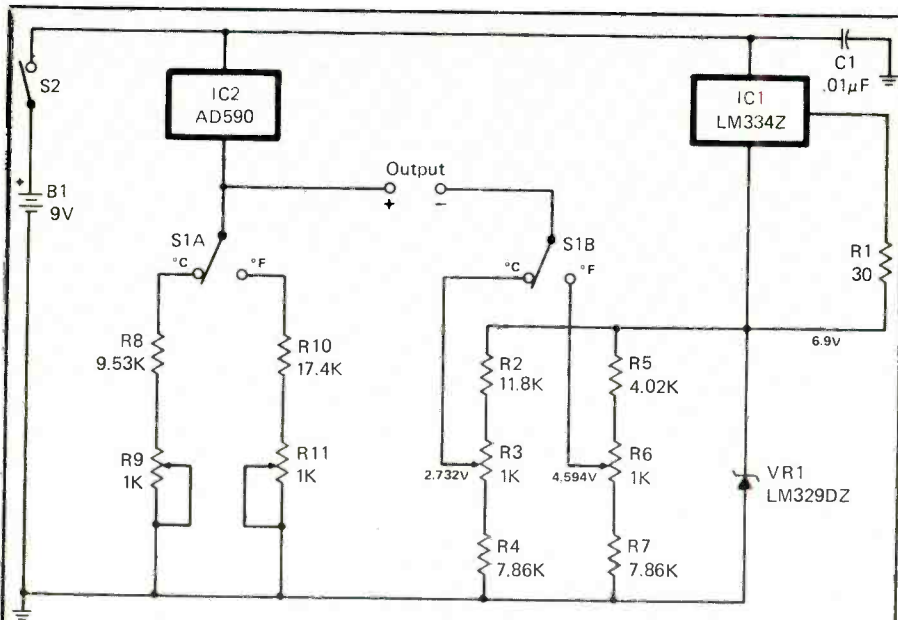 S2
IC2
AD590
IC1
LM334Z
C1
.01µF
+
B1
9V
Output
+
−
S1A
°C
°F
S1B
°C
°F
R1
30
6.9V
R8
9.53K
R10
17.4K
R2
11.8K
R5
4.02K
R9
1K
R11
1K
2.732V
R3
1K
4.594V
R6
1K
VR1
LM329DZ
R4
7.86K
R7
7.86K